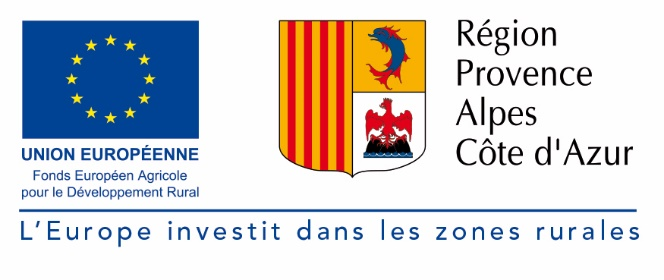 UNION EUROPÉENNE
Fonds Européen Agricole
pour le Développement Rural
Région
Provence
Alpes
Côte d'Azur
L'Europe investit dans les zones rurales